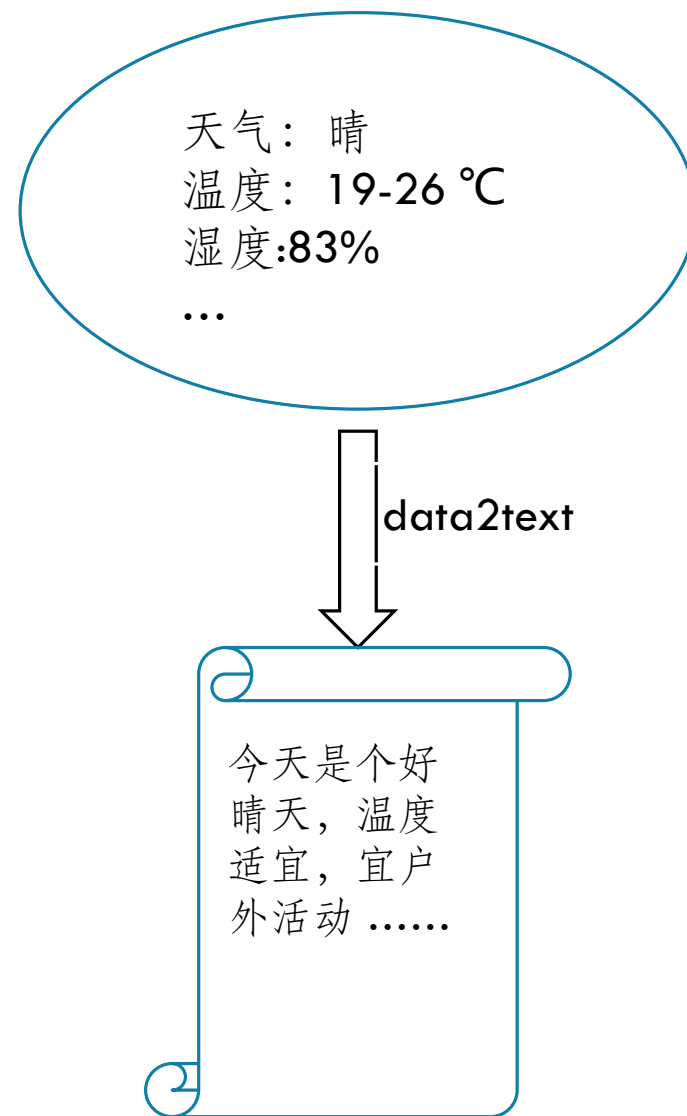 天气：晴
温度：19-26 ℃
湿度:83%
...
data2text
今天是个好
晴天，温度
适宜，宜户
外活动 ......